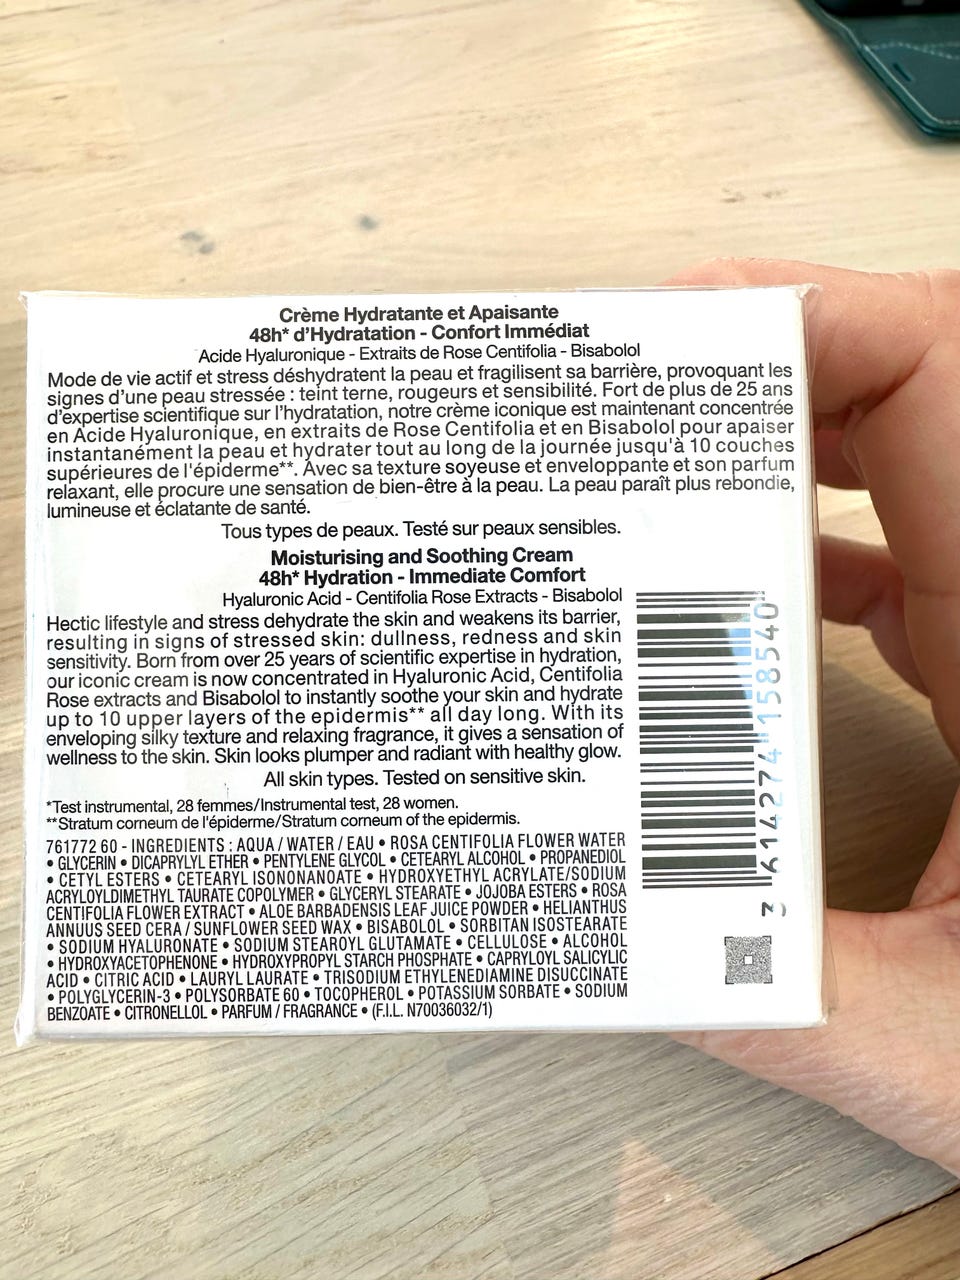 Crème Hydratante et Apaisante
48h* d'Hydratation - Confort Immédiat
Acide Hyaluronique - Extraits de Rose Centifolia - Bisabolol
Mode de vie actif et stress déshydratent la peau et fragilisent sa barrière, provoquant les
signes d'une peau stressée : teint terne, rougeurs et sensibilité. Fort de plus de 25 ans
d'expertise scientifique sur l'hydratation, notre crème iconique est maintenant concentrée
en Acide Hyaluronique, en extraits de Rose Centifolia et en Bisabolol pour apaiser
instantanément la peau et hydrater tout au long de la journée jusqu'à 10 couches
supérieures de l'épiderme**. Avec sa texture soyeuse et enveloppante et son parfum
relaxant, elle procure une sensation de bien-être à la peau. La peau paraît plus rebondie,
lumineuse et éclatante de santé.
Tous types de peaux. Testé sur peaux sensibles.
Moisturising and Soothing Cream
48h* Hydration - Immediate Comfort
Hyaluronic Acid - Centifolia Rose Extracts - Bisabolol
Hectic lifestyle and stress dehydrate the skin and weakens its barrier,
resulting in signs of stressed skin: dullness, redness and skin
sensitivity. Born from over 25 years of scientific expertise in hydration,
our iconic cream is now concentrated in Hyaluronic Acid, Centifolia
Rose extracts and Bisabolol to instantly soothe your skin and hydrate
up to 10 upper layers of the epidermis** all day long. With its
enveloping silky texture and relaxing fragrance, it gives a sensation of
wellness to the skin. Skin looks plumper and radiant with healthy glow.
All skin types. Tested on sensitive skin.
*Test instrumental, 28 femmes/Instrumental test, 28 women.
**Stratum corneum de l'épiderme/Stratum corneum of the epidermis.
761772 60 - INGREDIENTS : AQUA / WATER / EAU • ROSA CENTIFOLIA FLOWER WATER
• GLYCERIN • DICAPRYLYL ETHER • PENTYLENE GLYCOL • CETEARYL ALCOHOL • PROPANEDIOL
• CETYL ESTERS • CETEARYL ISONONANOATE • HYDROXYETHYL ACRYLATE/SODIUM
ACRYLOYLDIMETHYL TAURATE COPOLYMER • GLYCERYL STEARATE • JOJOBA ESTERS • ROSA
CENTIFOLIA FLOWER EXTRACT • ALOE BARBADENSIS LEAF JUICE POWDER • HELIANTHUS
ANNUUS SEED CERA / SUNFLOWER SEED WAX • BISABOLOL • SORBITAN ISOSTEARATE
• SODIUM HYALURONATE • SODIUM STEAROYL GLUTAMATE • CELLULOSE • ALCOHOL
• HYDROXYACETOPHENONE • HYDROXYPROPYL STARCH PHOSPHATE • CAPRYLOYL SALICYLIC
ACID • CITRIC ACID • LAURYL LAURATE • TRISODIUM ETHYLENEDIAMINE DISUCCINATE
• POLYGLYCERIN-3 • POLYSORBATE 60 • TOCOPHEROL • POTASSIUM SORBATE • SODIUM
BENZOATE • CITRONELLOL • PARFUM / FRAGRANCE • (F.I.L. N70036032/1)
3 614274 158540